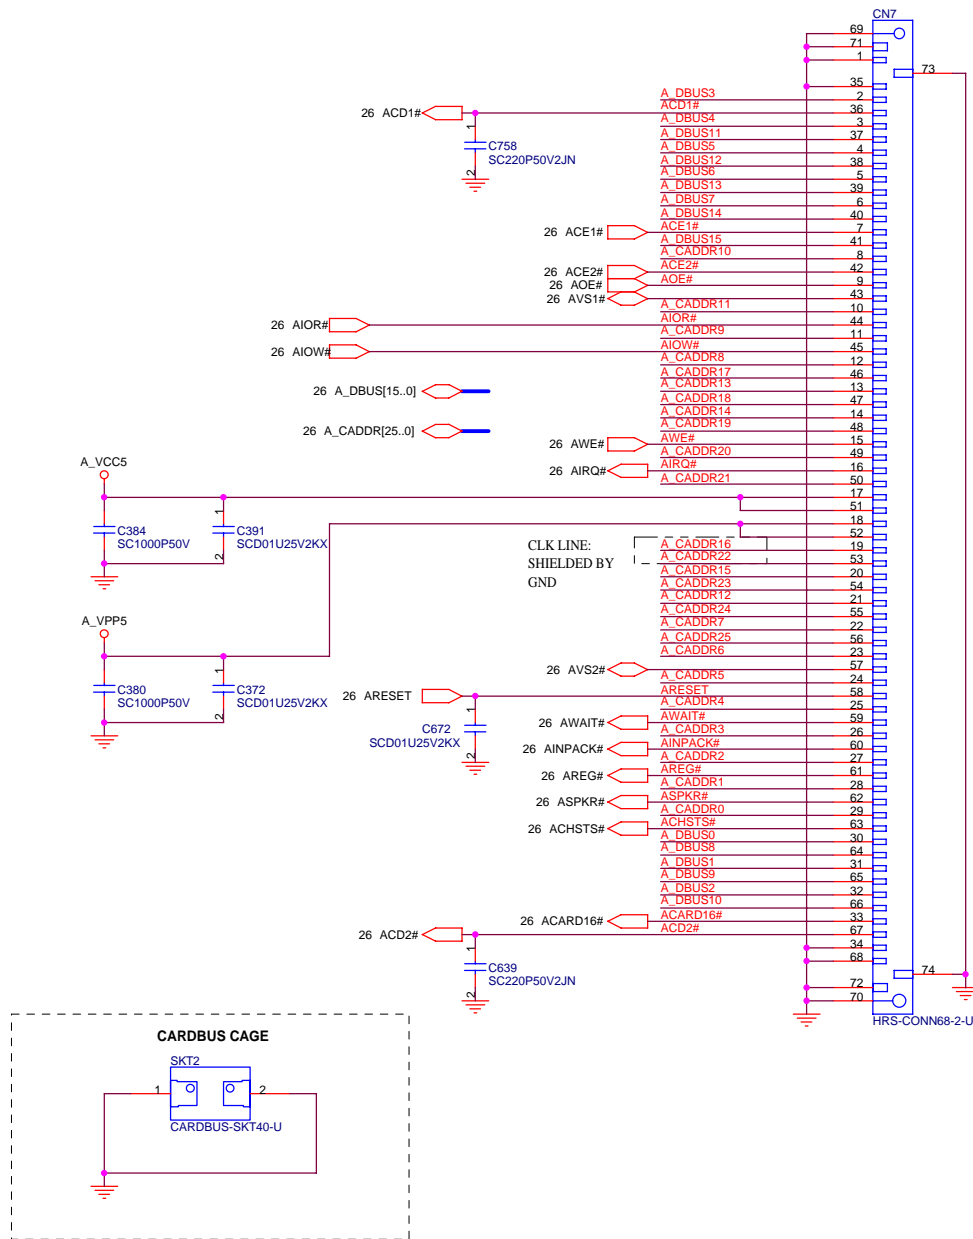 CN7
69
71
1
73
35
A_DBUS3 2
26 ACD1# ACD1# 36
A_DBUS4 3
1
C758
SC220P50V2JN
2
A_DBUS11 37
A_DBUS5 4
A_DBUS12 38
A_DBUS6 5
A_DBUS13 39
A_DBUS7 6
A_DBUS14 40
26 ACE1# ACE1# 7
A_DBUS15 41
A_CADDR10 8
26 ACE2# ACE2# 42
26 AOE# AOE# 9
26 AVS1# 43
A_CADDR11 10
26 AIOR# AIOR# 44
A_CADDR9 11
26 AIOW# AIOW# 45
A_CADDR8 12
A_CADDR17 46
26 A_DBUS[15..0] A_CADDR13 13
A_CADDR18 47
A_CADDR14 14
26 A_CADDR[25..0] A_CADDR19 48
26 AWE# AWE# 15
A_CADDR20 49
26 AIRQ# AIRQ# 16
A_CADDR21 50
A_VCC5
17
51
18
52
1
C384
SC1000P50V
C391
SCD01U25V2KX
2
CLK LINE:
SHIELDED BY
GND
A_CADDR16 19
A_CADDR22 53
A_CADDR15 20
A_CADDR23 54
A_CADDR12 21
A_CADDR24 55
A_CADDR7 22
A_CADDR25 56
A_CADDR6 23
A_VPP5
1
C380
SC1000P50V
C372
SCD01U25V2KX
2
26 AVS2# 57
A_CADDR5 24
26 ARESET ARESET 58
A_CADDR4 25
1
C672
SCD01U25V2KX
2
26 AWAIT# AWAIT# 59
A_CADDR3 26
26 AINPACK# AINPACK# 60
A_CADDR2 27
26 AREG# AREG# 61
A_CADDR1 28
26 ASPKR# ASPKR# 62
A_CADDR0 29
26 ACHSTS# ACHSTS# 63
A_DBUS0 30
A_DBUS8 64
A_DBUS1 31
A_DBUS9 65
A_DBUS2 32
A_DBUS10 66
26 ACARD16# ACARD16# 33
26 ACD2# ACD2# 67
1
C639
SC220P50V2JN
2
34
68
74
72
70
HRS-CONN68-2-U
CARDBUS CAGE
SKT2
1 2
CARDBUS-SKT40-U